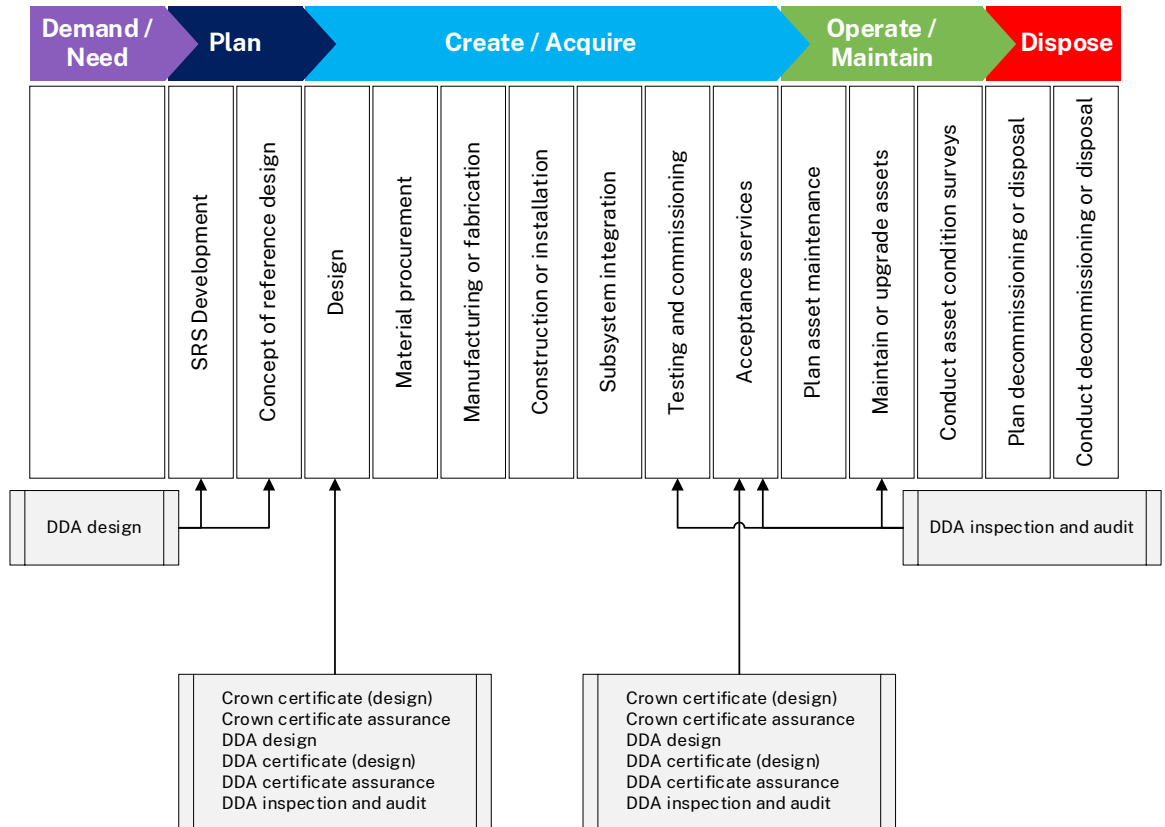 Demand /
Need
Plan
Create / Acquire
Operate /
Maintain
Dispose
SRS Development
Concept of reference design
Design
Material procurement
Manufacturing or fabrication
Construction or installation
Subsystem integration
Testing and commissioning
Acceptance services
Plan asset maintenance
Maintain or upgrade assets
Conduct asset condition surveys
Plan decommissioning or disposal
Conduct decommissioning or disposal
DDA design
DDA inspection and audit
Crown certificate (design)
Crown certificate assurance
DDA design
DDA certificate (design)
DDA certificate assurance
DDA inspection and audit
Crown certificate (design)
Crown certificate assurance
DDA design
DDA certificate (design)
DDA certificate assurance
DDA inspection and audit